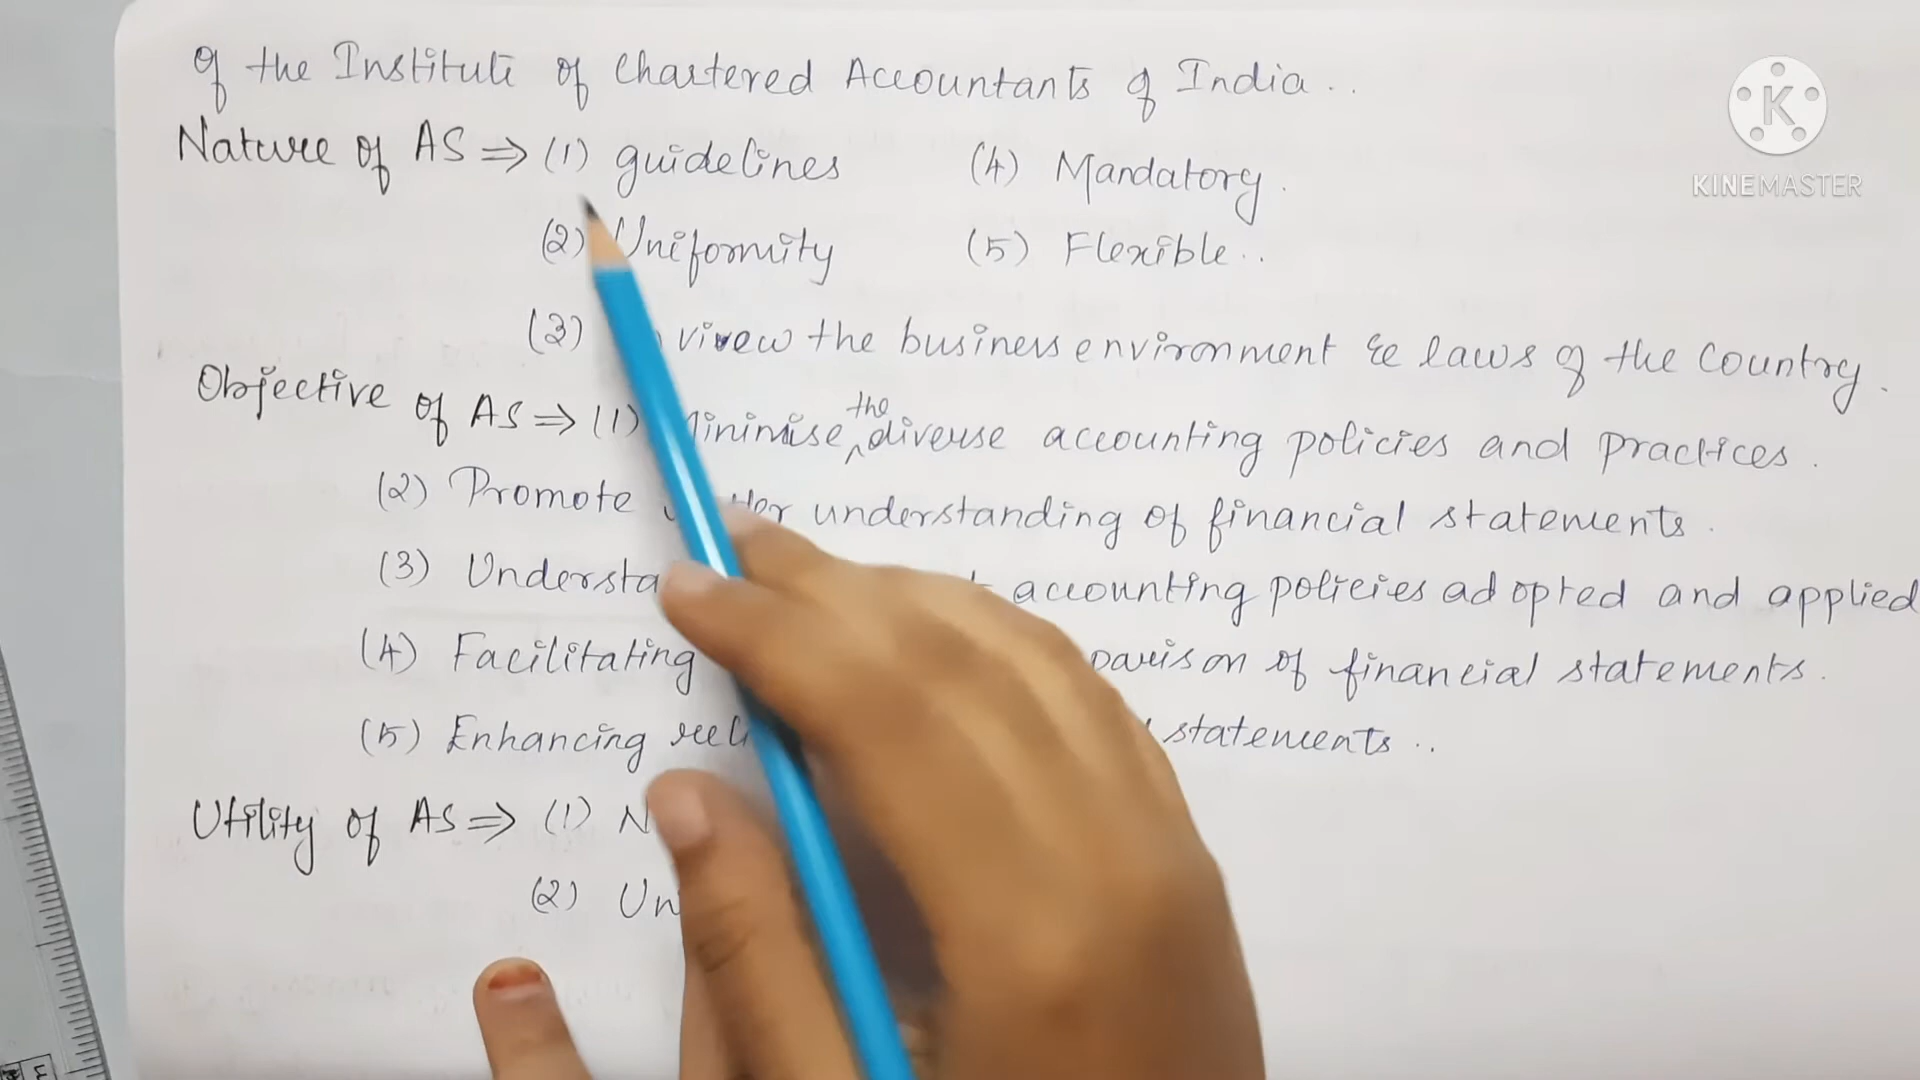 of the Institute of Chartered Accountants of India..
Nature of AS ⇒ (1) guidelines (4) Mandatory.
(2) Uniformity (5) Flexible..
(3) view the business environment & laws of the country.
Objective of AS ⇒ (1) Minimise the diverse accounting policies and practices.
(2) Promote understanding of financial statements.
(3) accounting policies adopted and applied
(4) Facilitating of financial statements.
(5) Enhancing statements..
Utility of AS ⇒ (1)
(2)
KINEMASTER